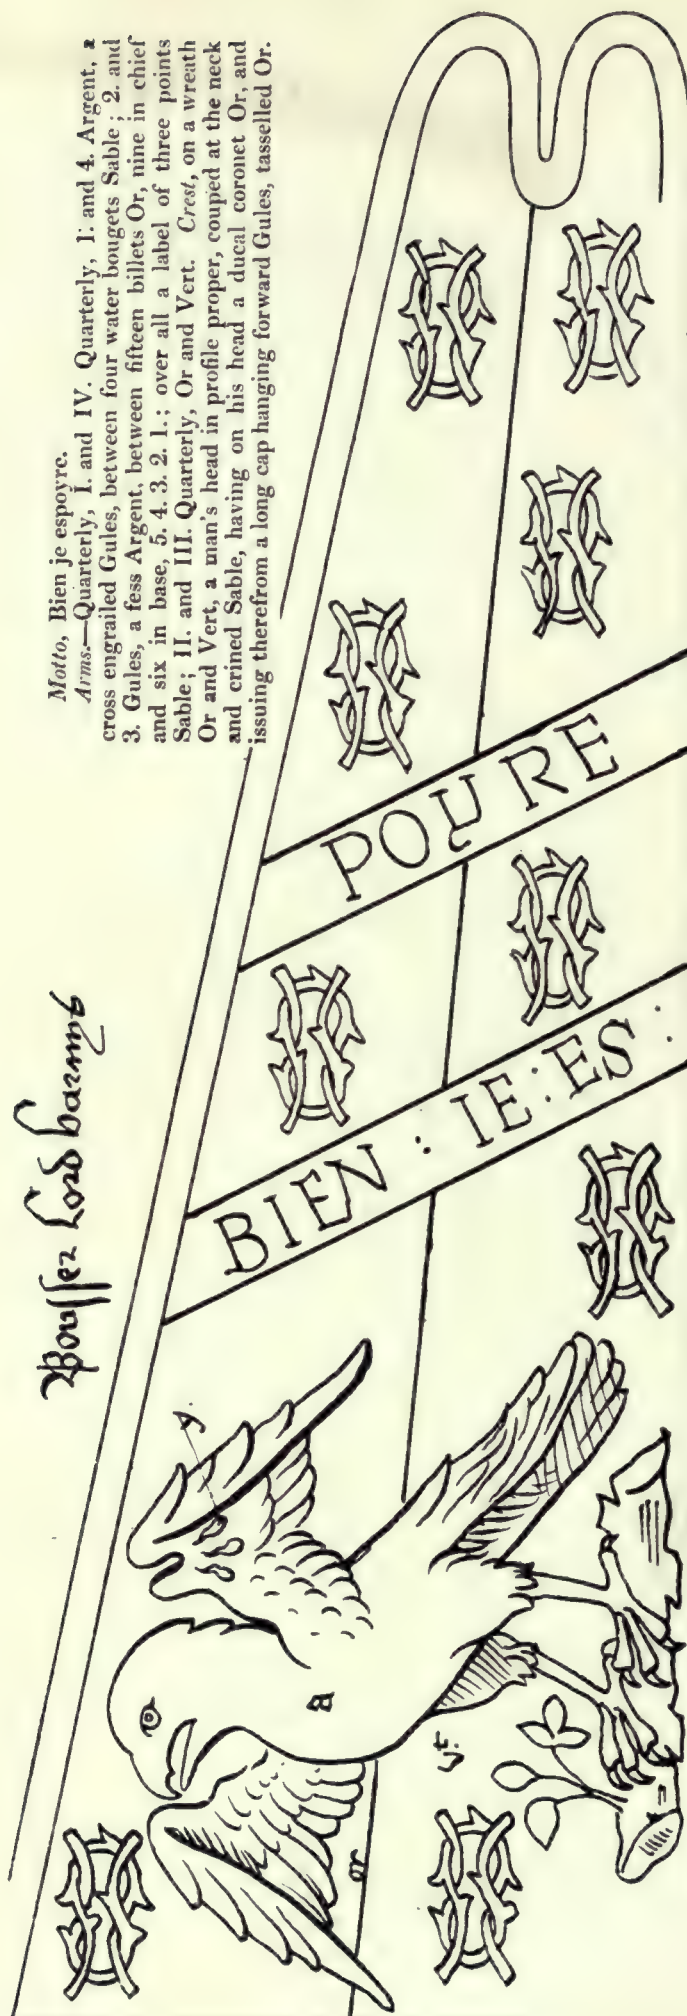 Bousser Lord barnns
Motto, Bien je espoyre.
Arms.—Quarterly, I. and IV. Quarterly, 1. and 4. Argent, a
cross engrailed Gules, between four water bougets Sable; 2. and
3. Gules, a fess Argent, between fifteen billets Or, nine in chief
and six in base, 5. 4. 3. 2. 1.; over all a label of three points
Sable; II. and III. Quarterly, Or and Vert. Crest, on a wreath
Or and Vert, a man's head in profile proper, couped at the neck
and crined Sable, having on his head a ducal coronet Or, and
issuing therefrom a long cap hanging forward Gules, tasselled Or.
BIEN : IE : ES :
POYRE
a
or
vt.